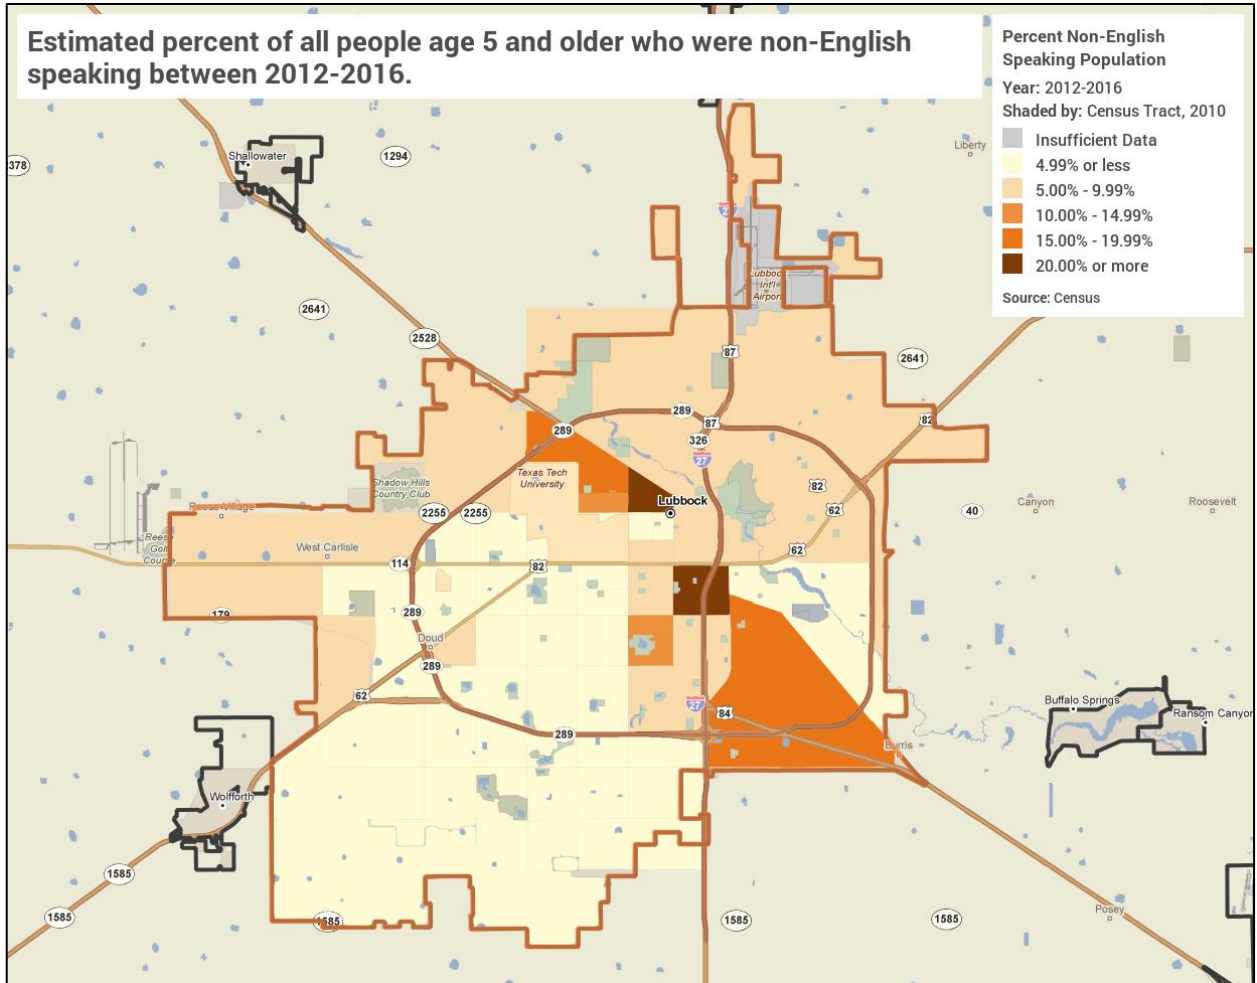 Estimated percent of all people age 5 and older who were non-English
speaking between 2012-2016.
Percent Non-English
Speaking Population
Year: 2012-2016
Shaded by: Census Tract, 2010
Insufficient Data
4.99% or less
5.00% - 9.99%
10.00% - 14.99%
15.00% - 19.99%
20.00% or more
Source: Census
Shallowater
1294
378
Liberty
27
Lubbock
Int'l
Airport
2641
2528
87
2641
289
87
82
289
326
27
Texas Tech
University
Shadow Hills
Country Club
82
Lubbock
Reese Village
2255
2255
62
40
Canyon
Roosevelt
Reese
Golf
Course
West Carlisle
114
82
62
179
289
Doud
289
62
27
84
289
Burris
Buffalo Springs
Ransom Canyon
Wolfforth
1585
1585
1585
1585
1585
Posey